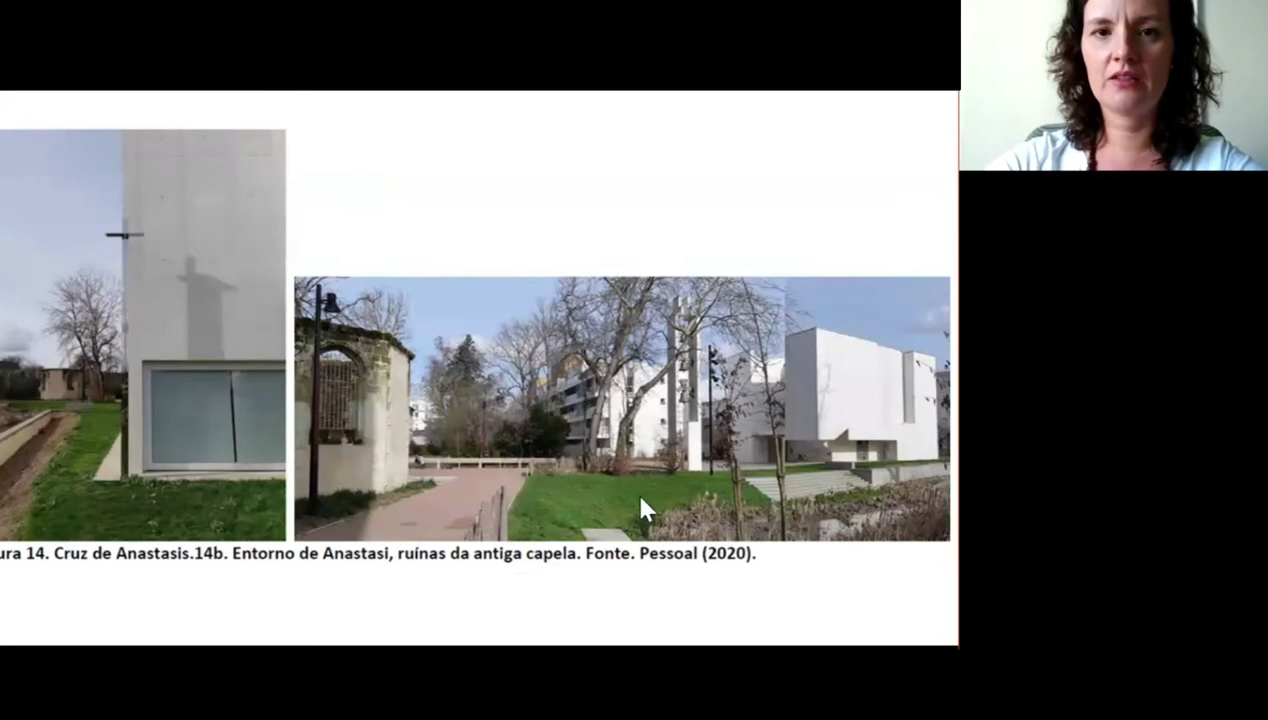 ura 14. Cruz de Anastasis.14b. Entorno de Anastasi, ruínas da antiga capela. Fonte. Pessoal (2020).